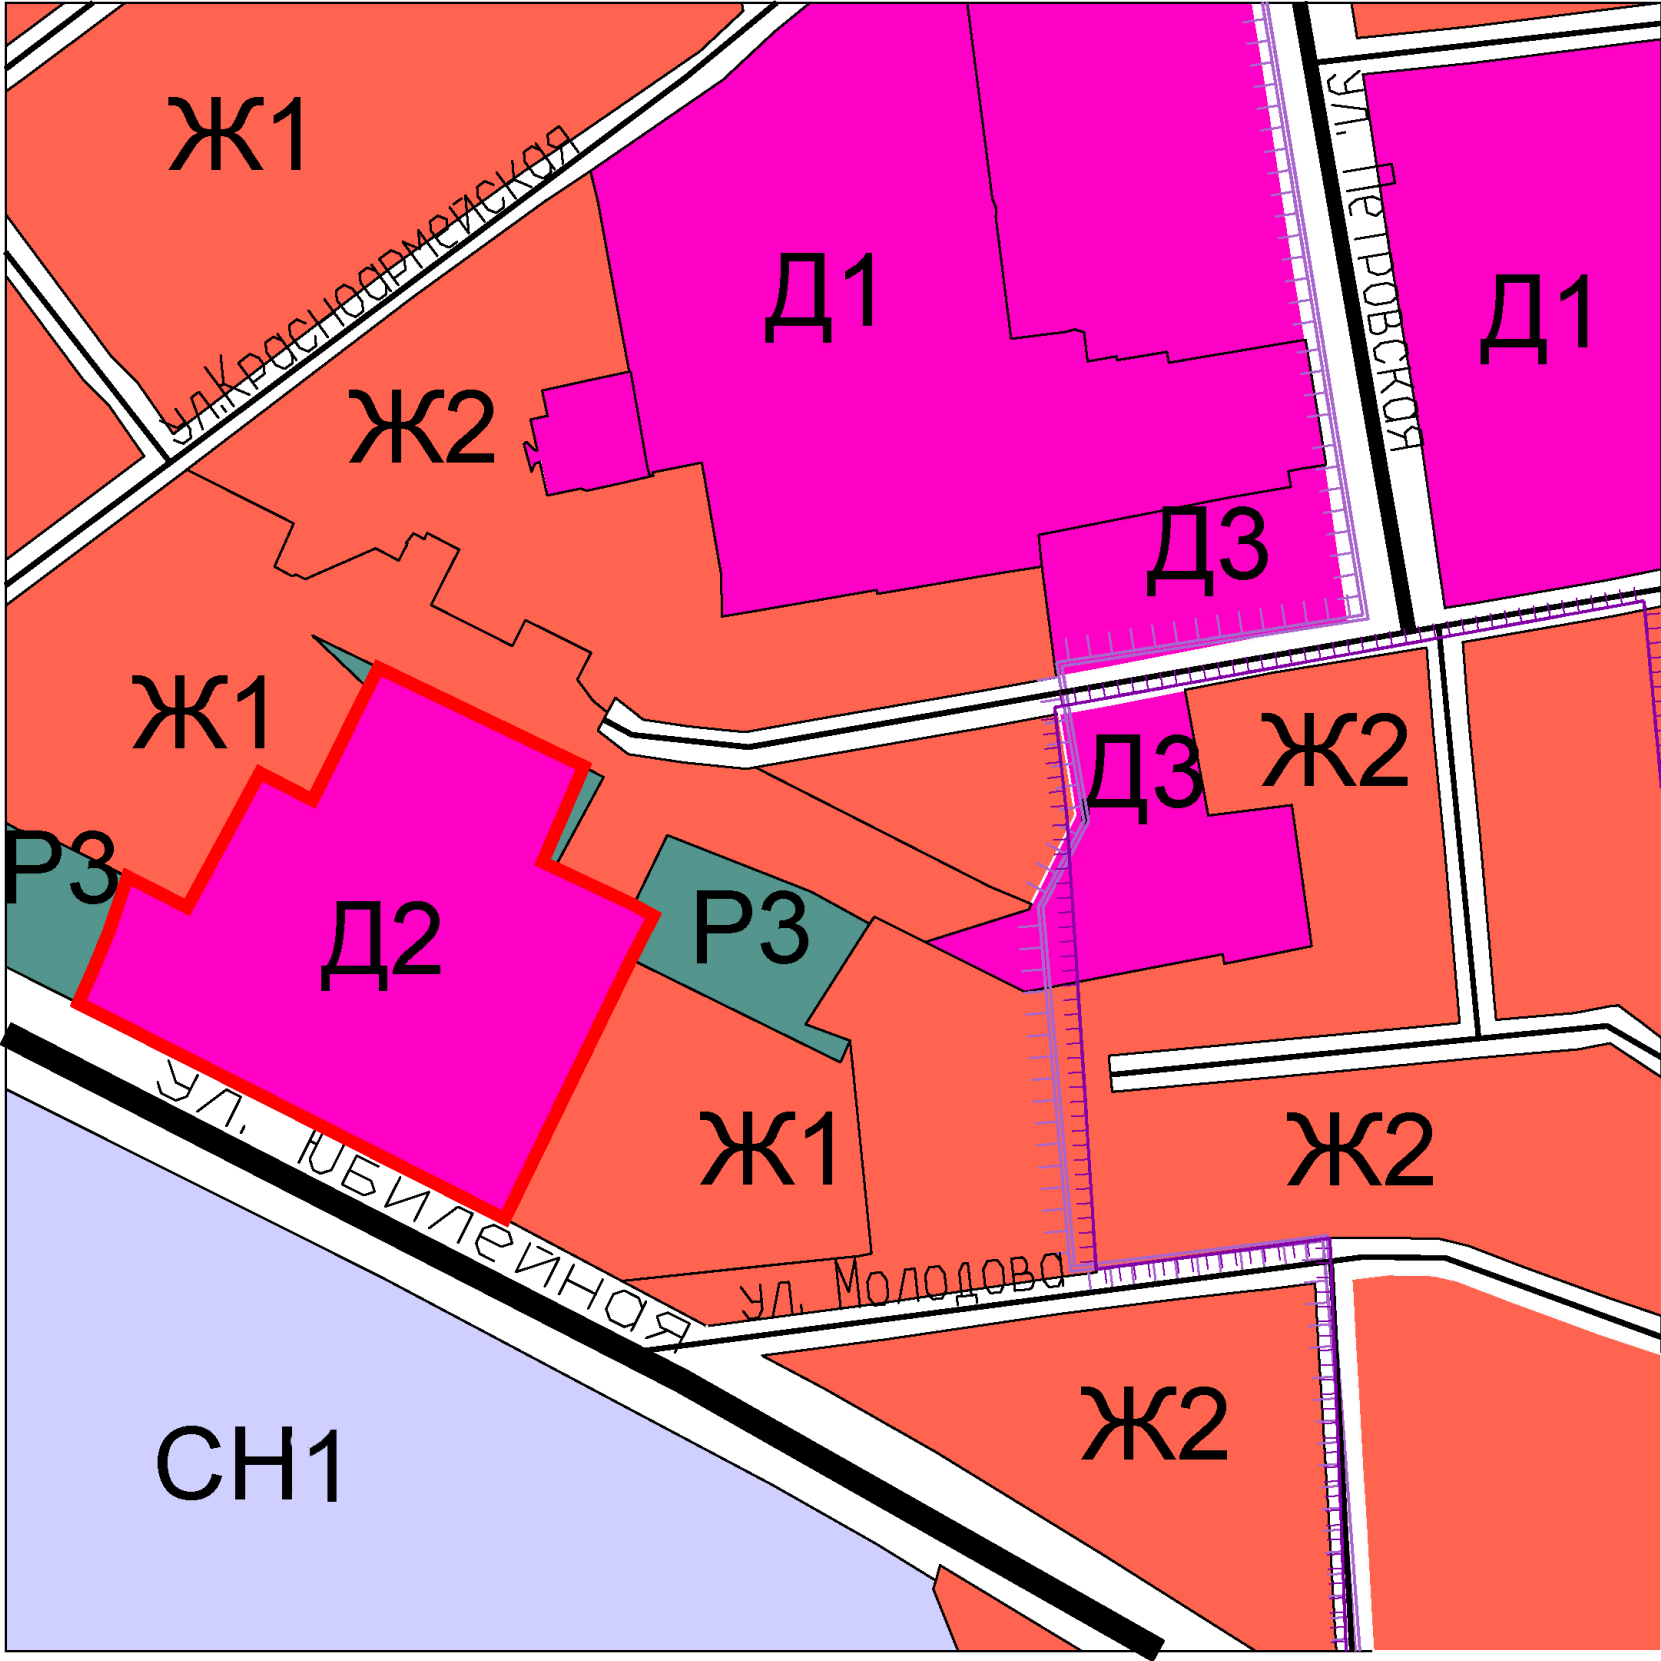 Ж1
ул.Красноармейская
ул. Петровская
Д1
Д1
Ж2
Д3
Ж1
Д3
Ж2
Р3
Д2
Р3
ул. Юбилейная
Ж1
Ж2
ул. Молодова
Ж2
СН1